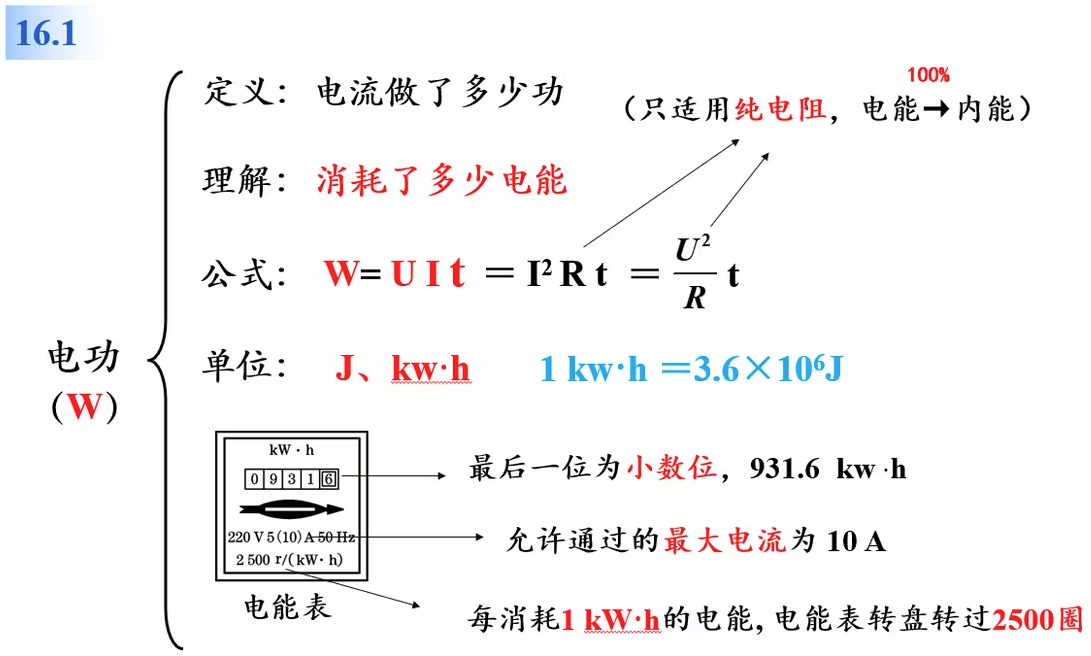 16.1
定义： 电流做了多少功
100%
（只适用纯电阻，电能→内能）
理解： 消耗了多少电能
公式： W= U I t ＝ I² R t ＝ U²/R t
电功
（W）
单位： J、kw·h 1 kw·h ＝3.6×10⁶J
kW·h
0 9 3 1 6
220 V 5(10)A 50 Hz
2 500 r/(kW·h)
电能表
最后一位为小数位，931.6 kw·h
允许通过的最大电流为 10 A
每消耗1 kW·h的电能, 电能表转盘转过2500圈